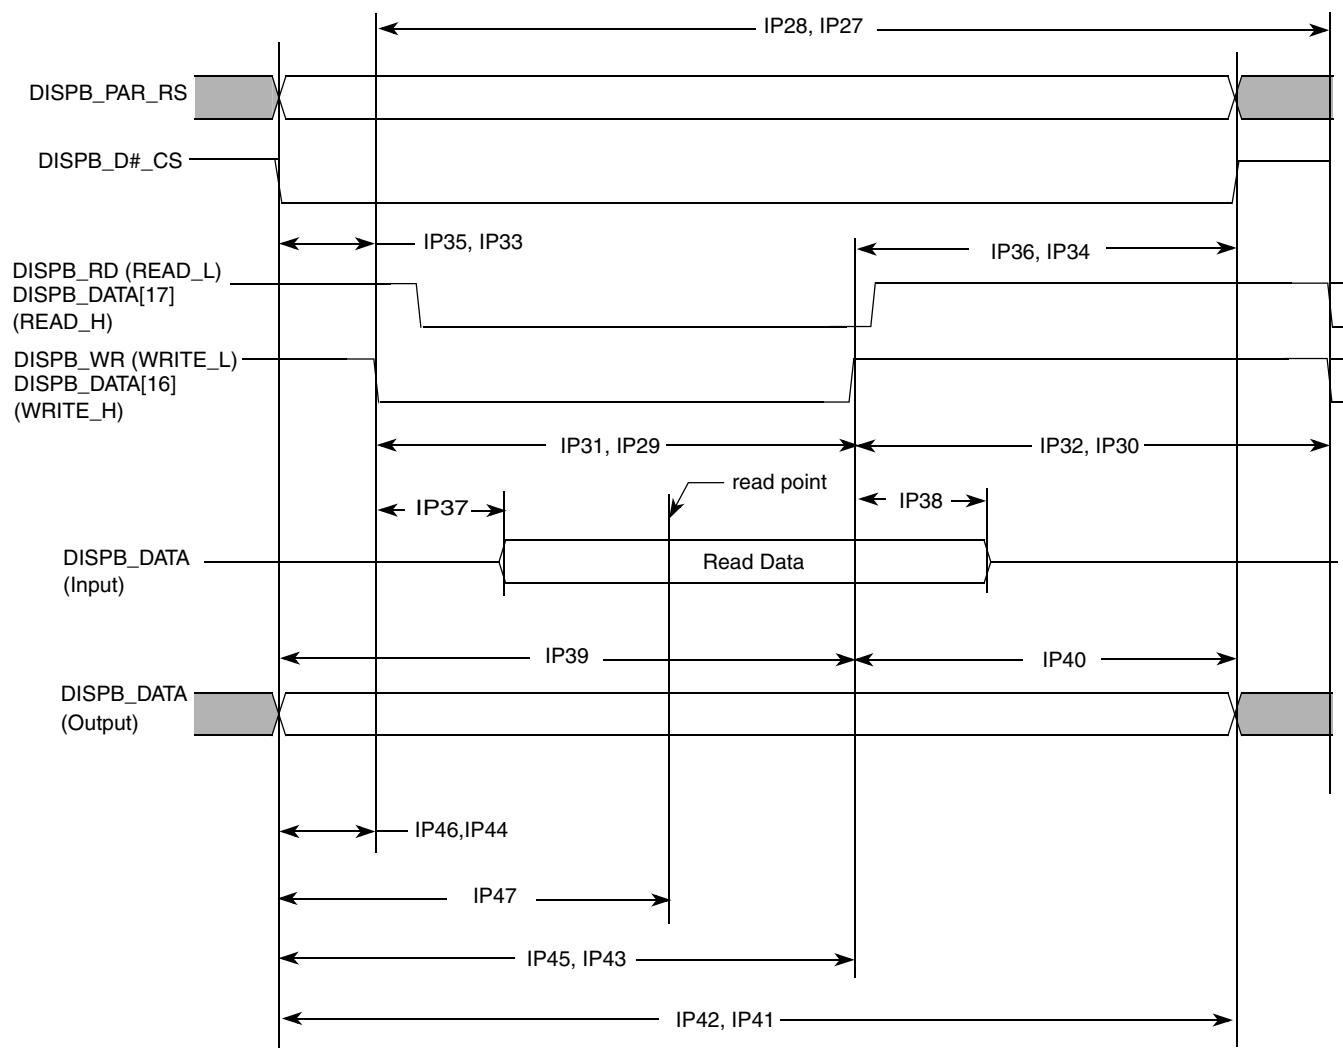 IP28, IP27
DISPB_PAR_RS
DISPB_D#_CS
IP35, IP33
IP36, IP34
DISPB_RD (READ_L)
DISPB_DATA[17]
(READ_H)
DISPB_WR (WRITE_L)
DISPB_DATA[16]
(WRITE_H)
IP31, IP29
IP32, IP30
read point
IP37
IP38
DISPB_DATA
(Input)
Read Data
IP39
IP40
DISPB_DATA
(Output)
IP46,IP44
IP47
IP45, IP43
IP42, IP41